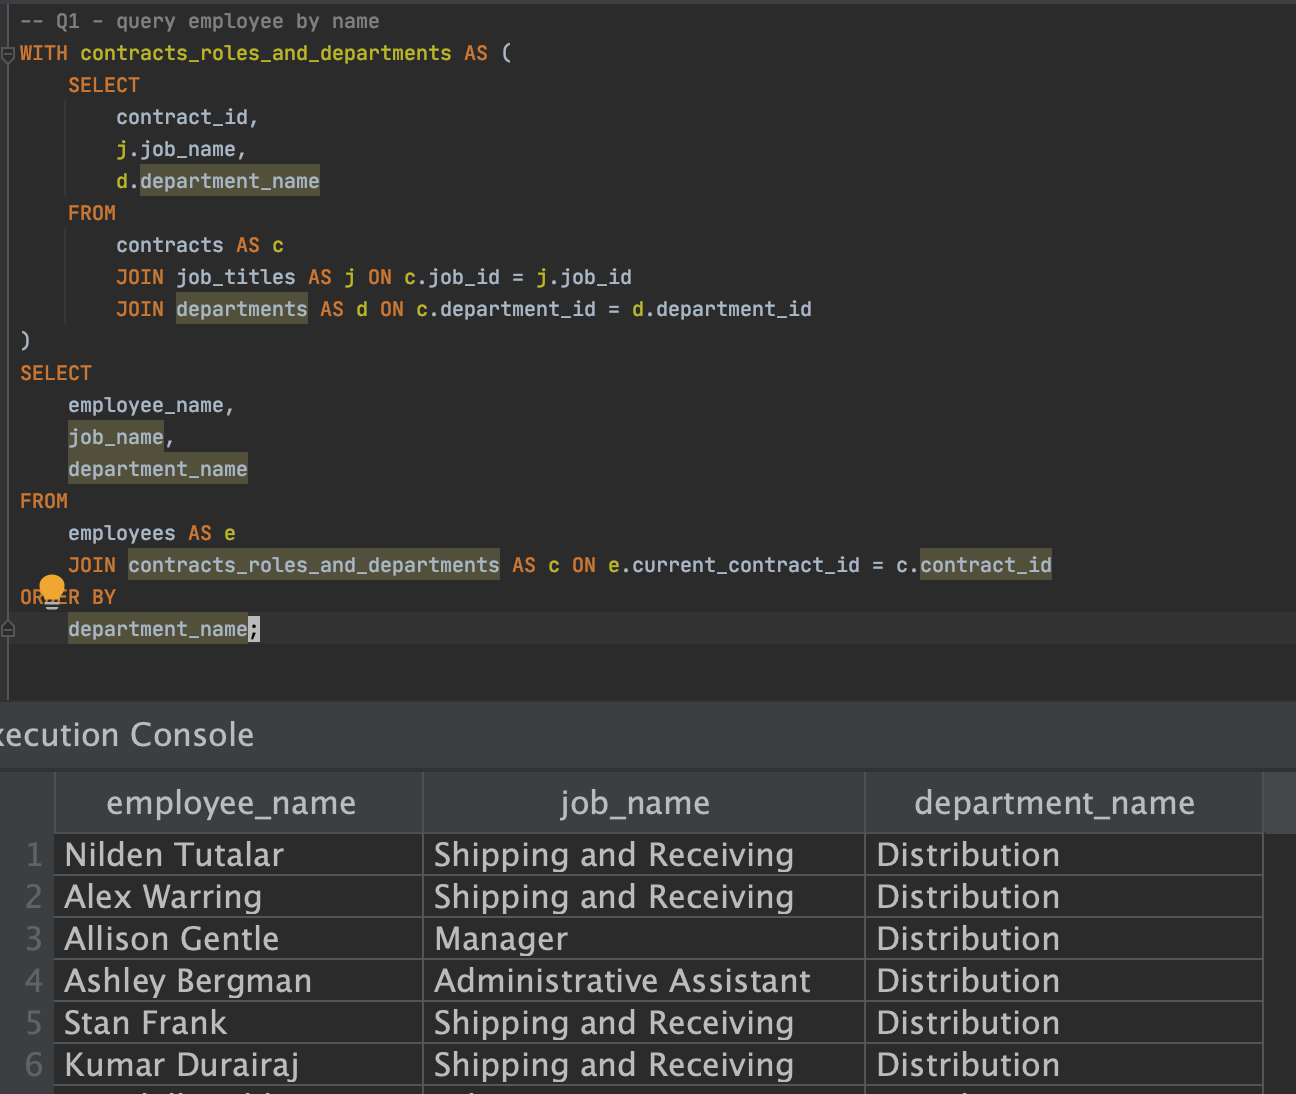 -- Q1 - query employee by name
WITH contracts_roles_and_departments AS (
SELECT
contract_id,
j.job_name,
d.department_name
FROM
contracts AS c
JOIN job_titles AS j ON c.job_id = j.job_id
JOIN departments AS d ON c.department_id = d.department_id
)
SELECT
employee_name,
job_name,
department_name
FROM
employees AS e
JOIN contracts_roles_and_departments AS c ON e.current_contract_id = c.contract_id
ORDER BY
department_name;
xecution Console
employee_name job_name department_name
1 Nilden Tutalar Shipping and Receiving Distribution
2 Alex Warring Shipping and Receiving Distribution
3 Allison Gentle Manager Distribution
4 Ashley Bergman Administrative Assistant Distribution
5 Stan Frank Shipping and Receiving Distribution
6 Kumar Durairaj Shipping and Receiving Distribution